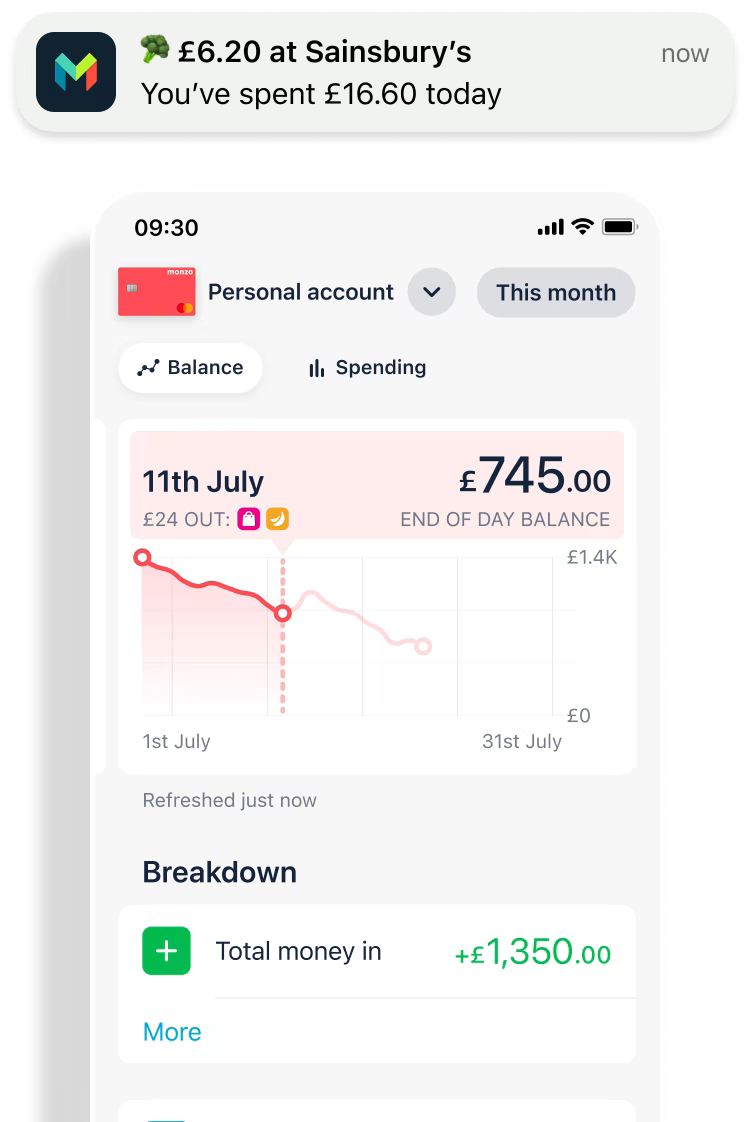 £6.20 at Sainsbury’s
now
You’ve spent £16.60 today
09:30
monzo
Personal account
This month
Balance
Spending
11th July
£745.00
£24 OUT:
END OF DAY BALANCE
£1.4K
£0
1st July
31st July
Refreshed just now
Breakdown
Total money in
+£1,350.00
More